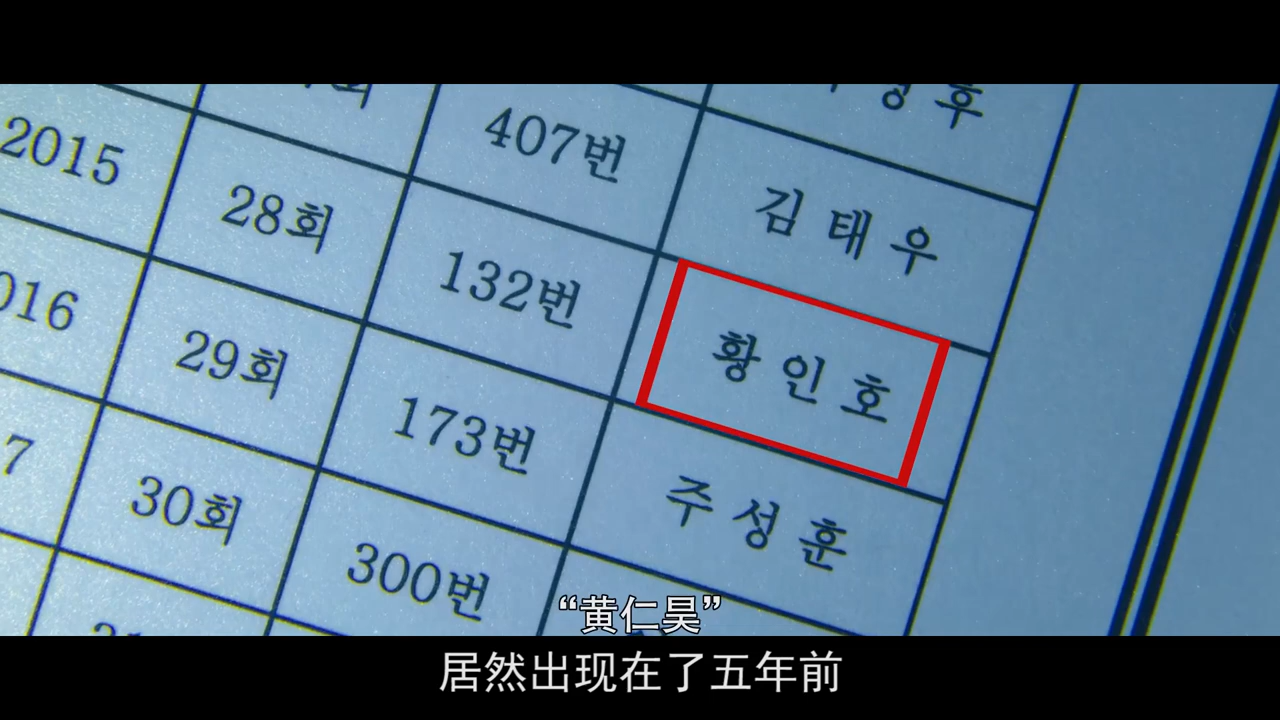 407번 김 태 우
2015 28회 132번 황 인 호
016 29회 173번 주 성 훈
7 30회 300번
“黄仁昊”
居然出现在了五年前